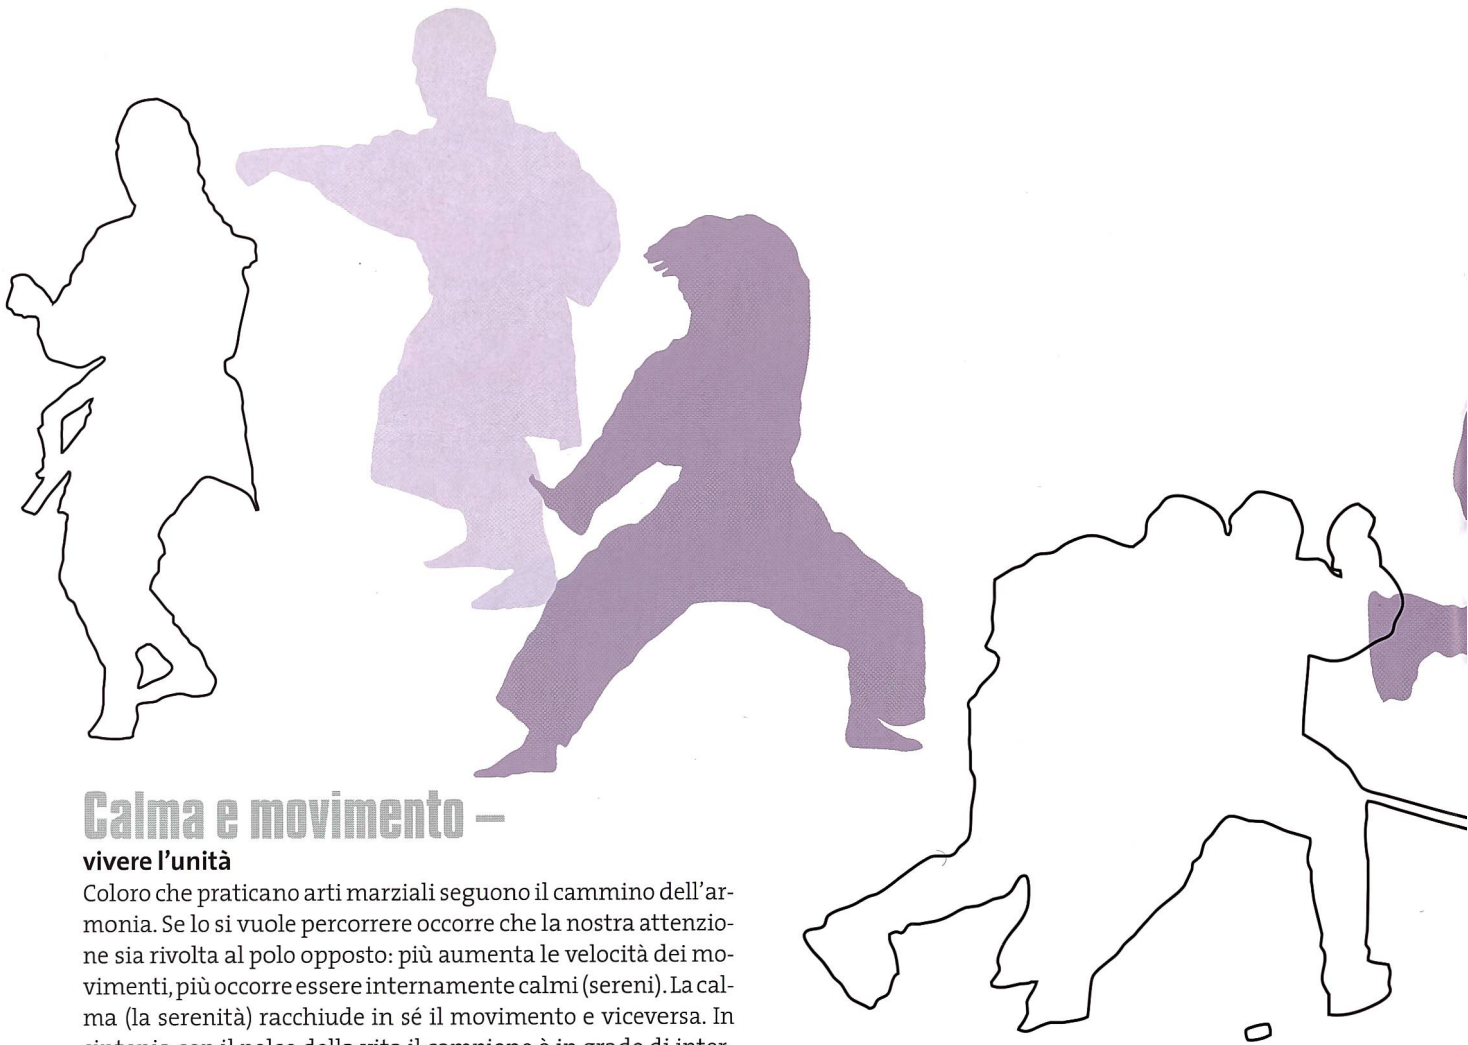 Calma e movimento –
vivere l'unità
Coloro che praticano arti marziali seguono il cammino dell'ar-
monia. Se lo si vuole percorrere occorre che la nostra attenzio-
ne sia rivolta al polo opposto: più aumenta le velocità dei mo-
vimenti, più occorre essere internamente calmi (sereni). La cal-
ma (la serenità) racchiude in sé il movimento e viceversa. In